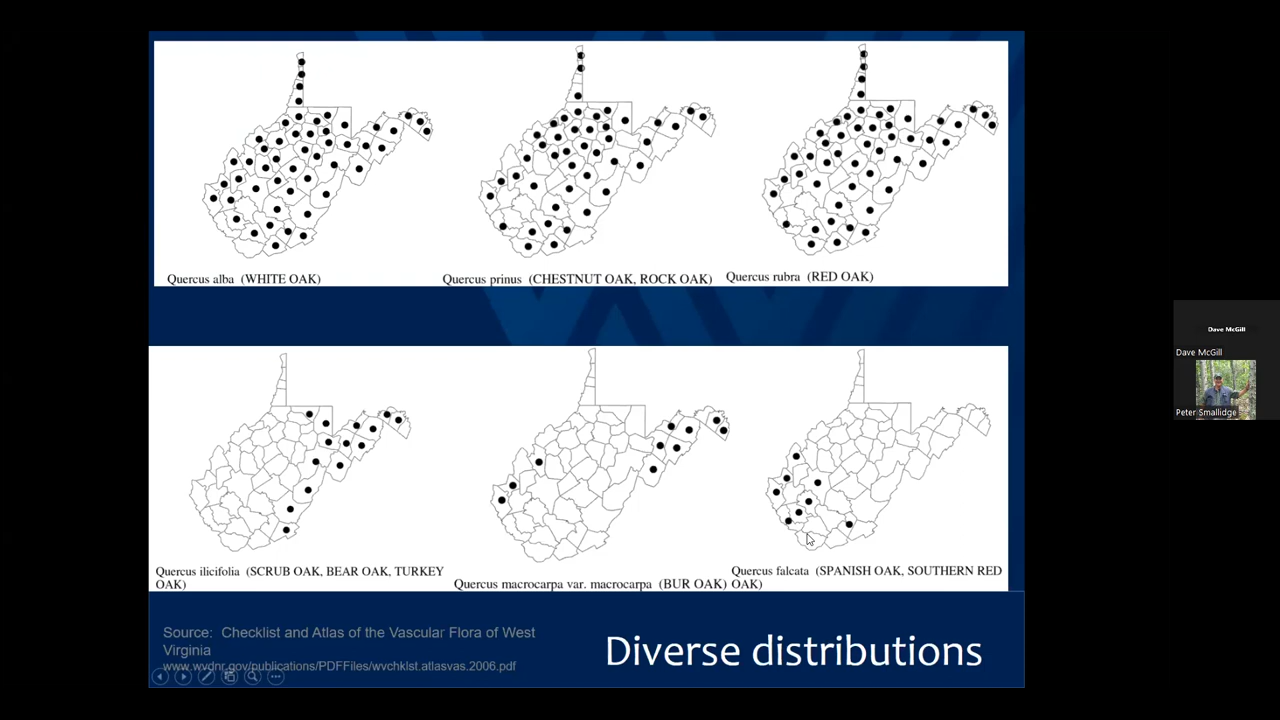 Quercus alba (WHITE OAK)
Quercus prinus (CHESTNUT OAK, ROCK OAK)
Quercus rubra (RED OAK)
Dave McGill
Dave McGill
Peter Smallidge
Quercus ilicifolia (SCRUB OAK, BEAR OAK, TURKEY
OAK)
Quercus macrocarpa var. macrocarpa (BUR OAK)
Quercus falcata (SPANISH OAK, SOUTHERN RED
OAK)
Source: Checklist and Atlas of the Vascular Flora of West
Virginia
www.wvdnr.gov/publications/PDFFiles/wvchklst.atlasvas.2006.pdf
Diverse distributions